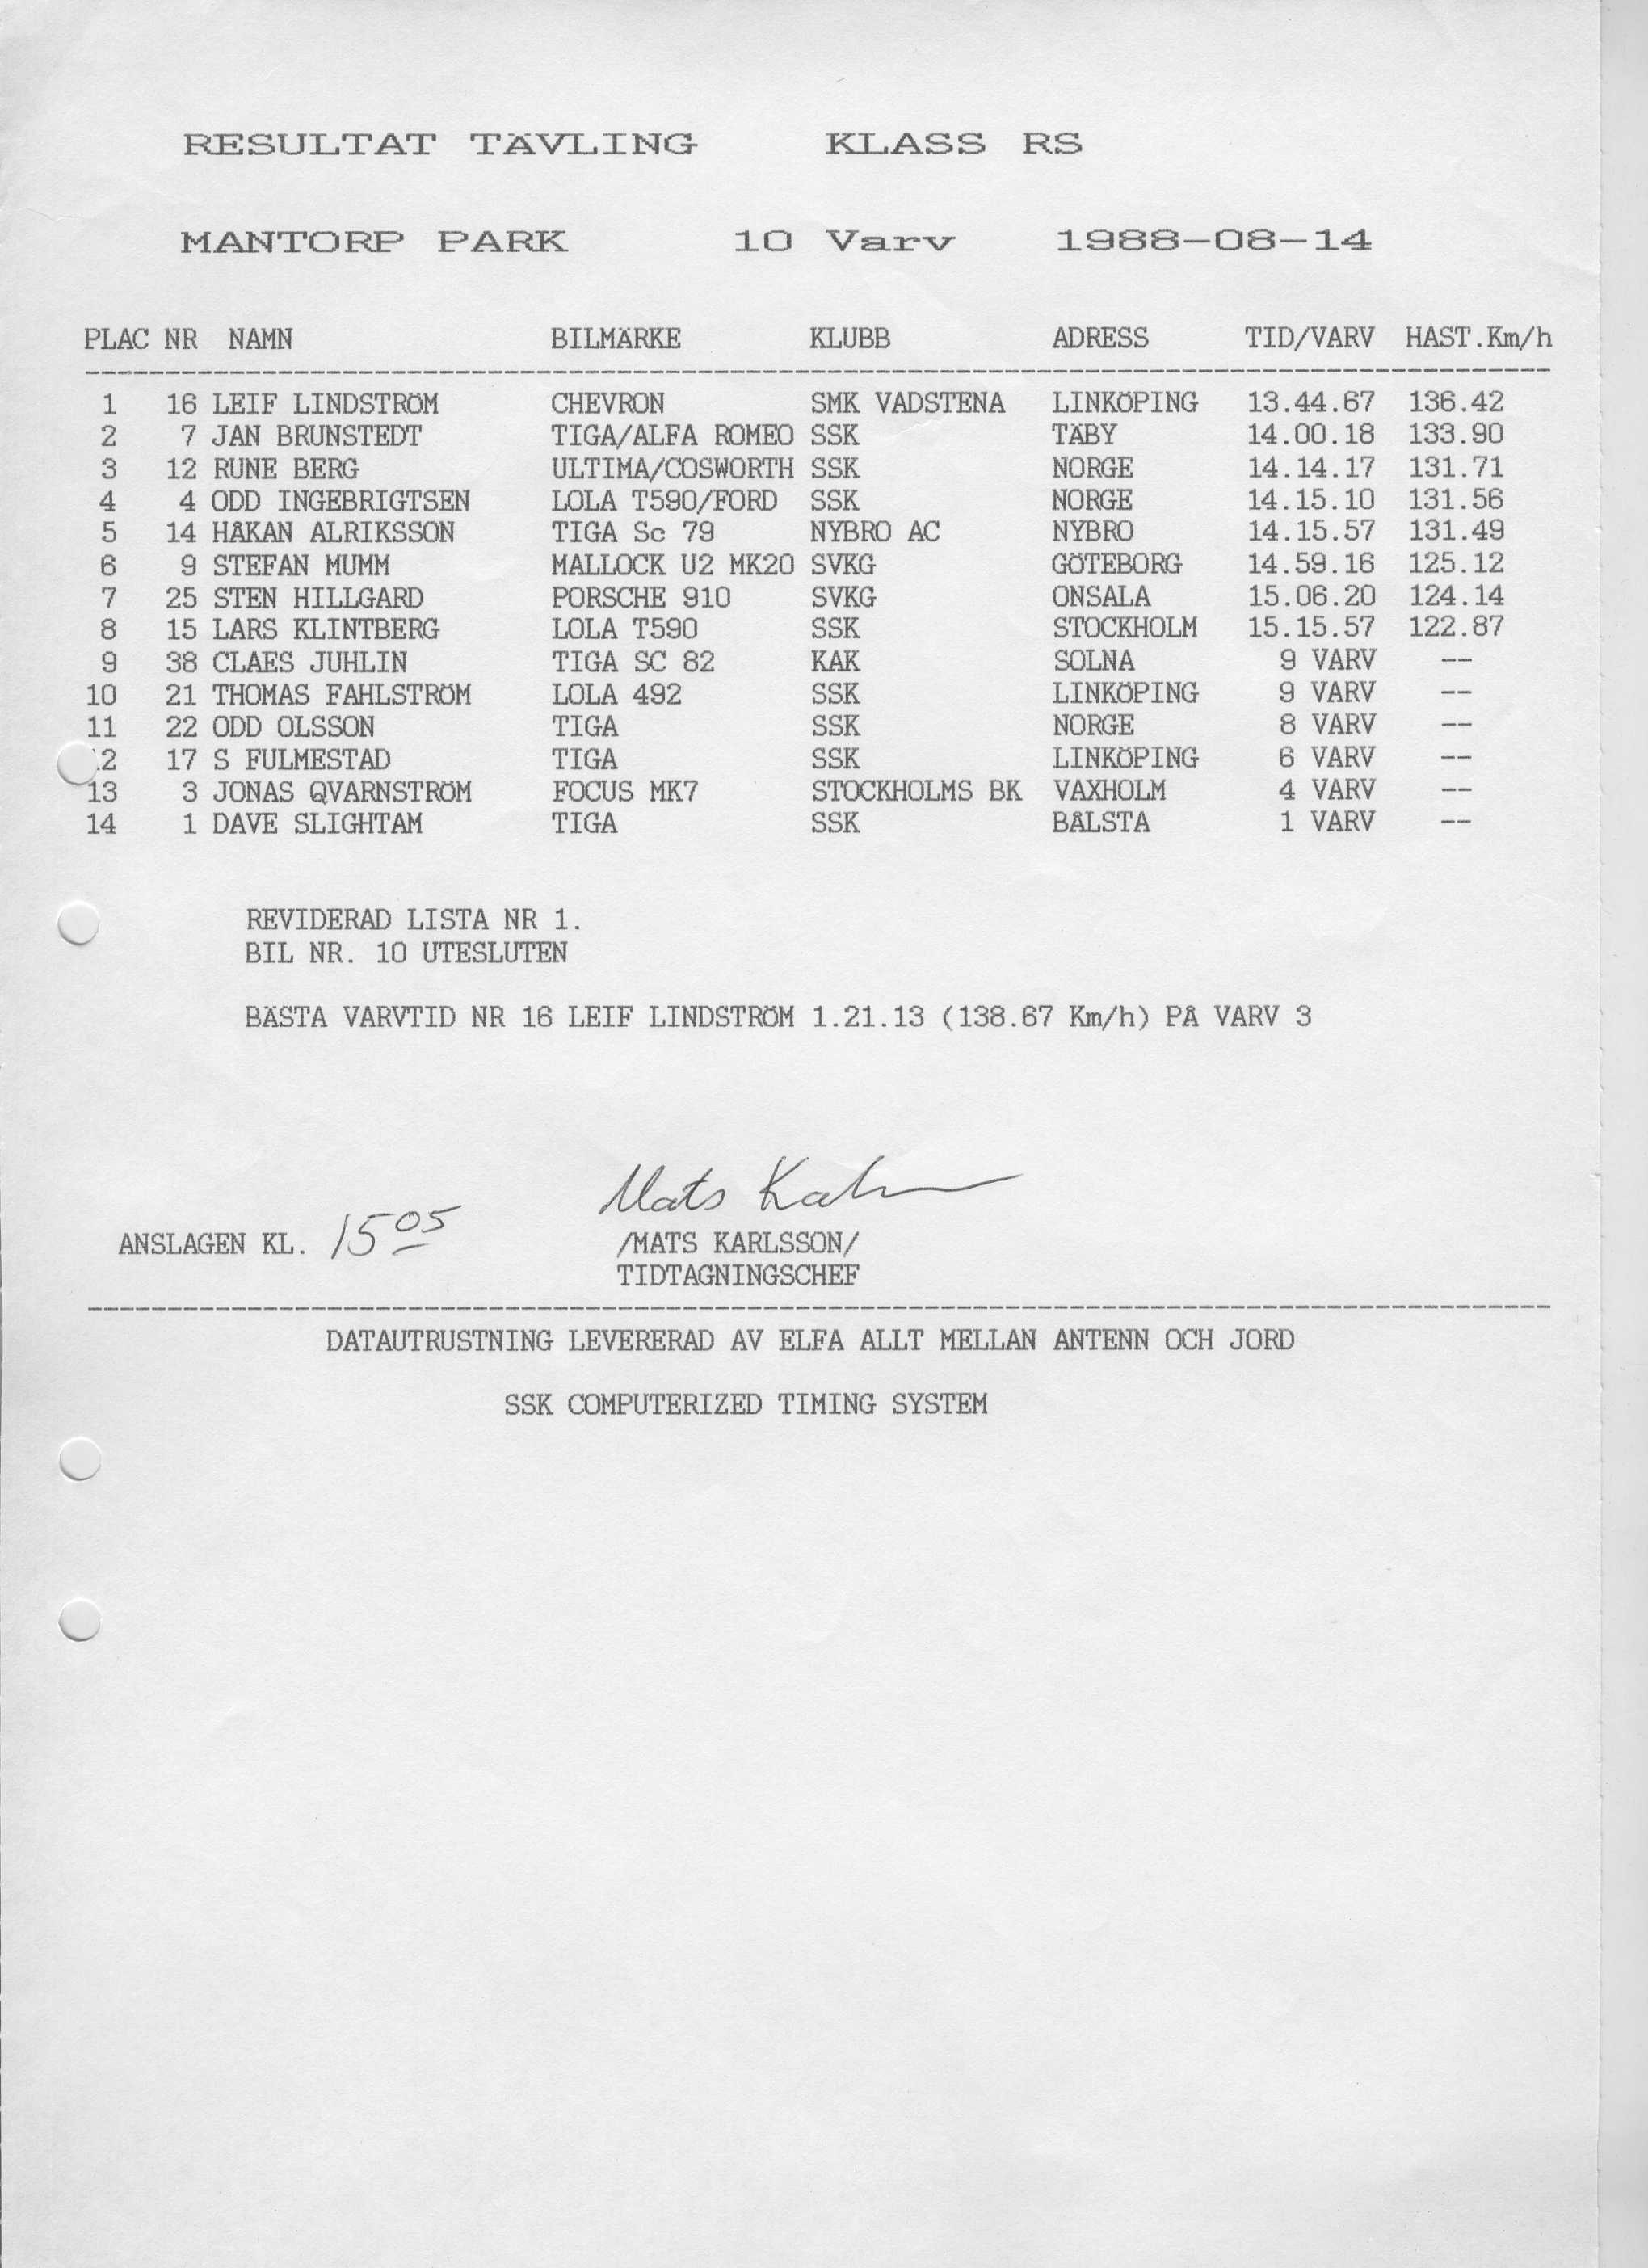 RESULTAT TÄVLING KLASS RS
MANTORP PARK 10 Varv 1988-08-14
PLAC NR NAMN BILMÄRKE KLUBB ADRESS TID/VARV HAST.Km/h
1 16 LEIF LINDSTRÖM CHEVRON SMK VADSTENA LINKÖPING 13.44.67 136.42
2 7 JAN BRUNSTEDT TIGA/ALFA ROMEO SSK TÄBY 14.00.18 133.90
3 12 RUNE BERG ULTIMA/COSWORTH SSK NORGE 14.14.17 131.71
4 4 ODD INGEBRIGTSEN LOLA T590/FORD SSK NORGE 14.15.10 131.56
5 14 HÅKAN ALRIKSSON TIGA Sc 79 NYBRO AC NYBRO 14.15.57 131.49
6 9 STEFAN MUMM MALLOCK U2 MK20 SVKG GÖTEBORG 14.59.16 125.12
7 25 STEN HILLGARD PORSCHE 910 SVKG ONSALA 15.06.20 124.14
8 15 LARS KLINTBERG LOLA T590 SSK STOCKHOLM 15.15.57 122.87
9 38 CLAES JUHLIN TIGA SC 82 KAK SOLNA 9 VARV --
10 21 THOMAS FAHLSTRÖM LOLA 492 SSK LINKÖPING 9 VARV --
11 22 ODD OLSSON TIGA SSK NORGE 8 VARV --
12 17 S FULMESTAD TIGA SSK LINKÖPING 6 VARV --
13 3 JONAS QVARNSTRÖM FOCUS MK7 STOCKHOLMS BK VAXHOLM 4 VARV --
14 1 DAVE SLIGHTAM TIGA SSK BÅLSTA 1 VARV --
REVIDERAD LISTA NR 1.
BIL NR. 10 UTESLUTEN
BÄSTA VARVTID NR 16 LEIF LINDSTRÖM 1.21.13 (138.67 Km/h) PÅ VARV 3
Mats Karlsson
ANSLAGEN KL. 15 05 /MATS KARLSSON/
TIDTAGNINGSCHEF
DATAUTRUSTNING LEVERERAD AV ELFA ALLT MELLAN ANTENN OCH JORD
SSK COMPUTERIZED TIMING SYSTEM